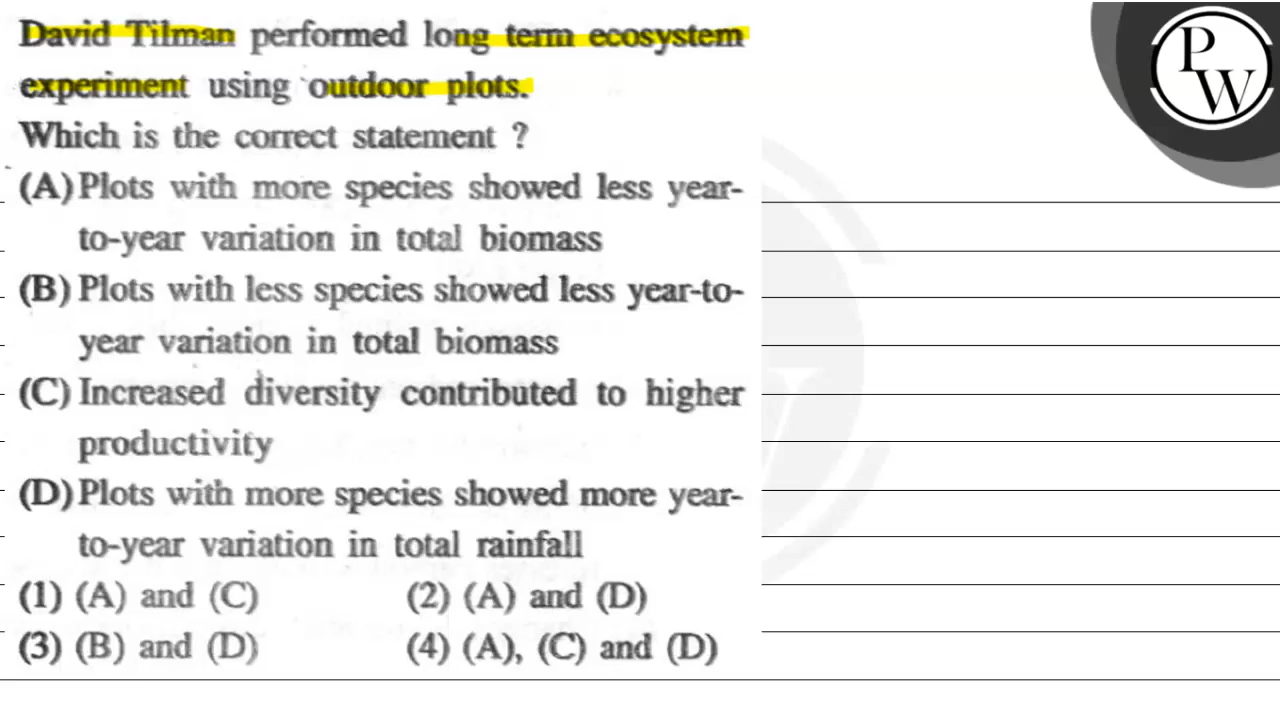 David Tilman performed long term ecosystem
experiment using outdoor plots.
Which is the correct statement ?
(A) Plots with more species showed less year-
to-year variation in total biomass
(B) Plots with less species showed less year-to-
year variation in total biomass
(C) Increased diversity contributed to higher
productivity
(D) Plots with more species showed more year-
to-year variation in total rainfall
(1) (A) and (C) (2) (A) and (D)
(3) (B) and (D) (4) (A), (C) and (D)
P
W